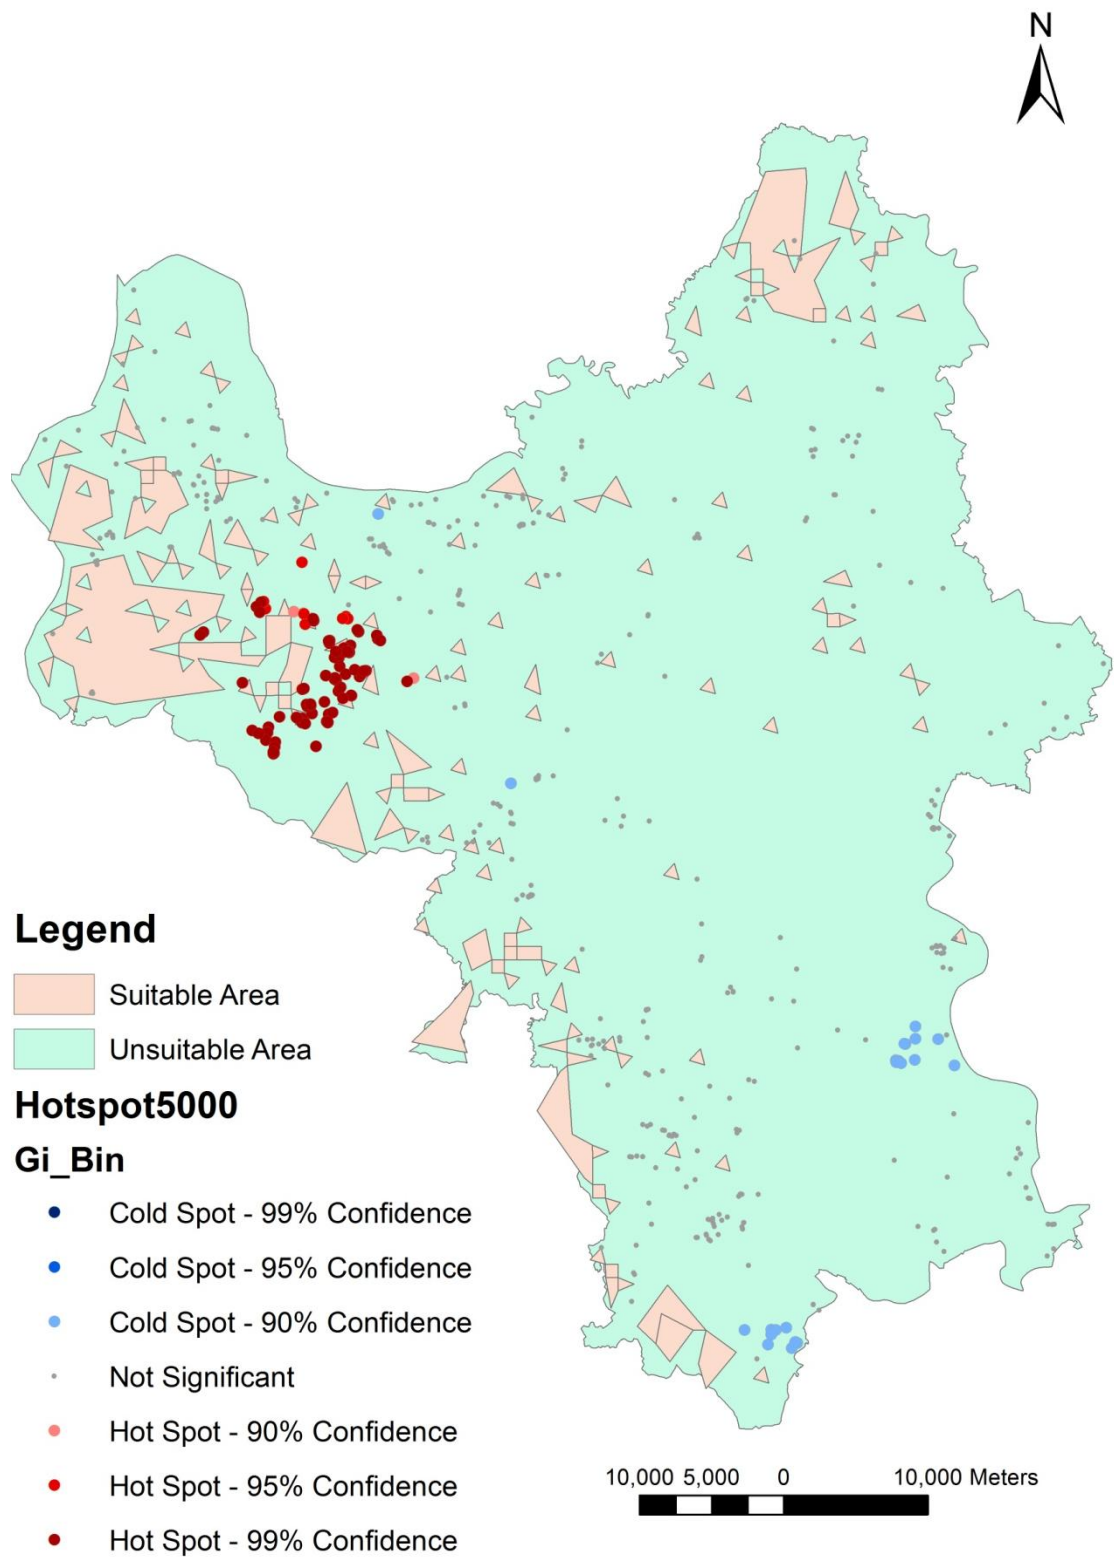 N
Legend
Suitable Area
Unsuitable Area
Hotspot5000
Gi_Bin
Cold Spot - 99% Confidence
Cold Spot - 95% Confidence
Cold Spot - 90% Confidence
Not Significant
Hot Spot - 90% Confidence
Hot Spot - 95% Confidence
Hot Spot - 99% Confidence
10,000 5,000 0 10,000 Meters